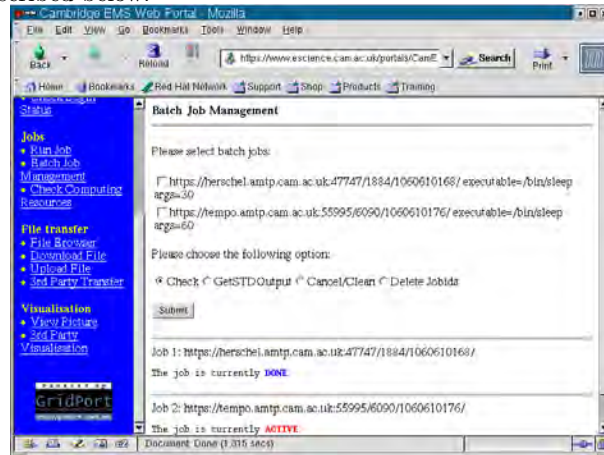 Cambridge EMS Web Portal - Mozilla
File Edit View Go Bookmarks Tools Window Help
Back Reload https://www.escience.cam.ac.uk/portals/CamE Search Print
Home Bookmarks Red Hat Network Support Shop Products Training
Status
Jobs
• Run Job
• Batch Job
Management
• Check Computing
Resources
File transfer
• File Browser
• Download File
• Upload File
• 3rd Party Transfer
Visualisation
• View Picture
• 3rd Party
Visualisation
GridPort
Batch Job Management
Please select batch jobs:
https://herschel.amtp.cam.ac.uk:47747/1884/1060610168/ executable=/bin/sleep
args=30
https://tempo.amtp.cam.ac.uk:55995/6090/1060610176/ executable=/bin/sleep
args=60
Please choose the following option:
Check GetSTDOutput Cancel/Clean Delete JobIds
Submit
Job 1: https://herschel.amtp.cam.ac.uk:47747/1884/1060610168/
The job is currently DONE
Job 2: https://tempo.amtp.cam.ac.uk:55995/6090/1060610176/
The job is currently ACTIVE
Document: Done (1.315 secs)